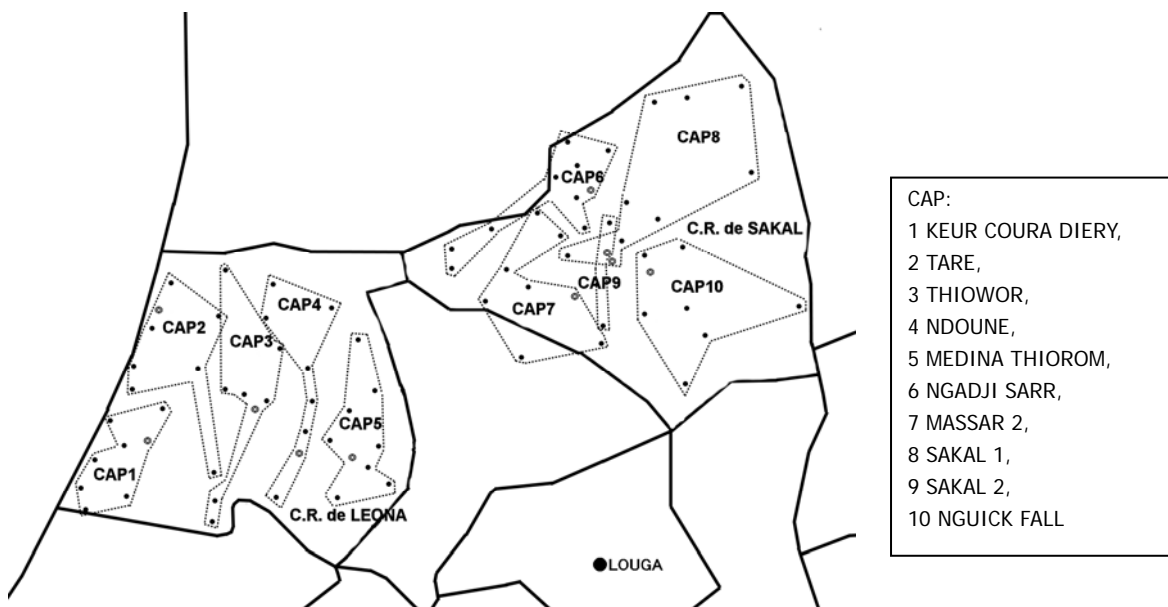 CAP8
CAP6
C.R. de SAKAL
CAP9
CAP10
CAP7
CAP4
CAP2
CAP3
CAP5
CAP1
C.R. de LEONA
LOUGA
CAP:
1 KEUR COURA DIERY,
2 TARE,
3 THIOWOR,
4 NDOUNE,
5 MEDINA THIOROM,
6 NGADJI SARR,
7 MASSAR 2,
8 SAKAL 1,
9 SAKAL 2,
10 NGUICK FALL